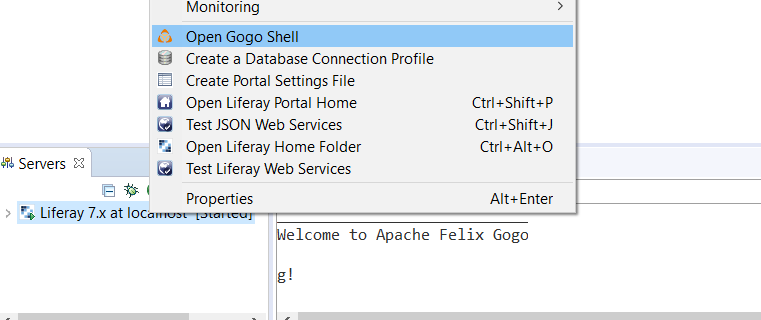 Monitoring
Open Gogo Shell
Create a Database Connection Profile
Create Portal Settings File
Open Liferay Portal Home Ctrl+Shift+P
Test JSON Web Services Ctrl+Shift+J
Open Liferay Home Folder Ctrl+Alt+O
Test Liferay Web Services
Properties Alt+Enter
Servers
Liferay 7.x at localhost [Started]
Welcome to Apache Felix Gogo
g!